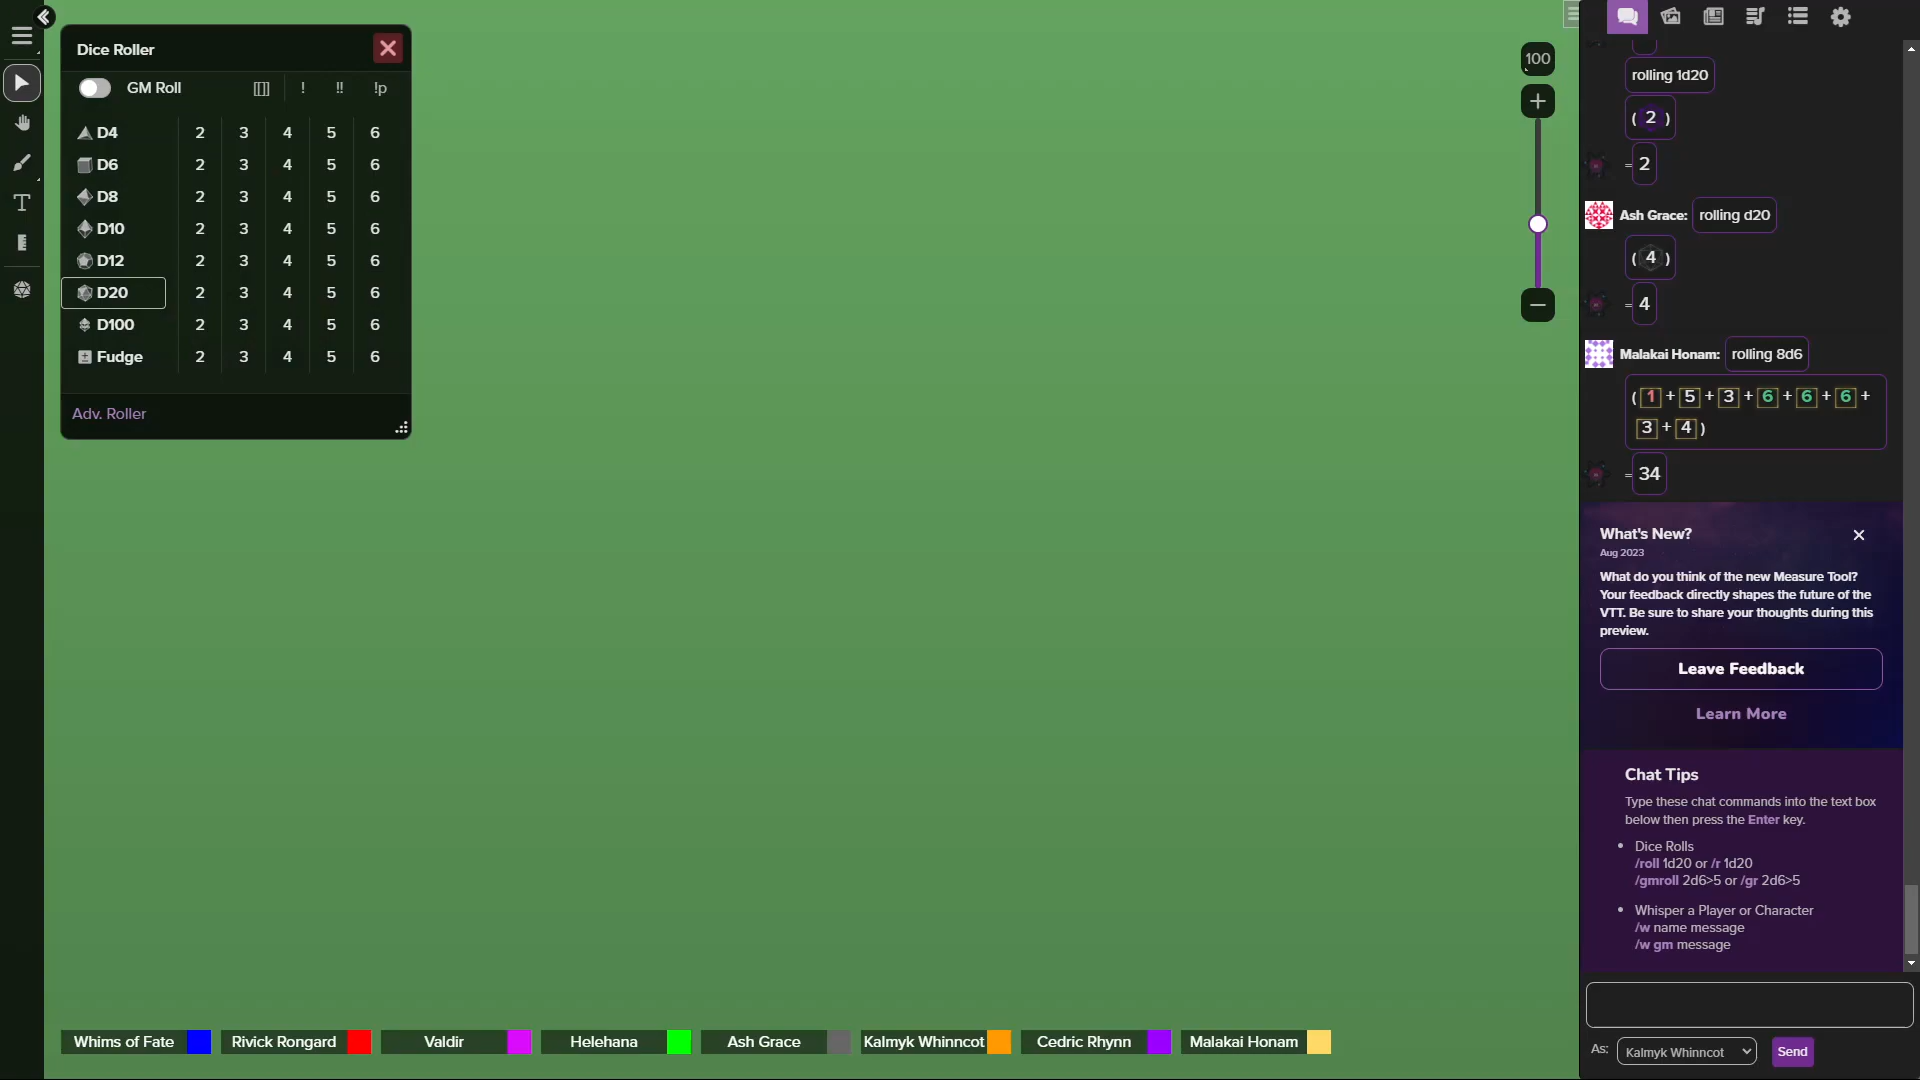 Dice Roller
GM Roll [[]] ! !! !p
D4 2 3 4 5 6
D6 2 3 4 5 6
D8 2 3 4 5 6
D10 2 3 4 5 6
D12 2 3 4 5 6
D20 2 3 4 5 6
D100 2 3 4 5 6
Fudge 2 3 4 5 6
Adv. Roller
100
rolling 1d20
(2)
=2
Ash Grace: rolling d20
(4)
=4
Malakai Honam: rolling 8d6
(1+5+3+6+6+6+
3+4)
=34
What's New?
Aug 2023
What do you think of the new Measure Tool?
Your feedback directly shapes the future of the
VTT. Be sure to share your thoughts during this
preview.
Leave Feedback
Learn More
Chat Tips
Type these chat commands into the text box
below then press the Enter key.
• Dice Rolls
/roll 1d20 or /r 1d20
/gmroll 2d6>5 or /gr 2d6>5
• Whisper a Player or Character
/w name message
/w gm message
As: Kalmyk Whinncot Send
Whims of Fate Rivick Rongard Valdir Helehana Ash Grace Kalmyk Whinncot Cedric Rhynn Malakai Honam